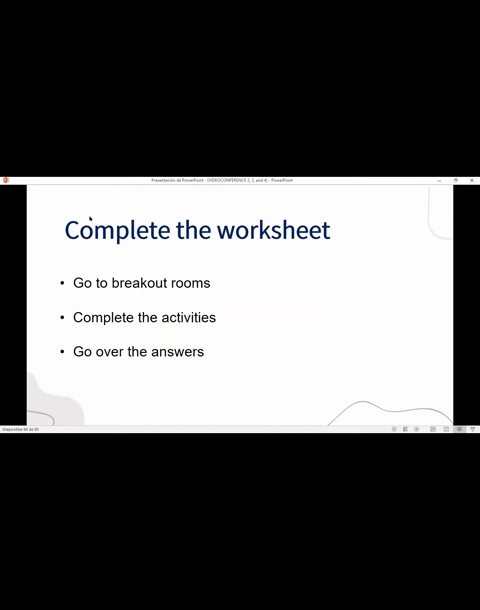 Presentación de PowerPoint - [VIDEOCONFERENCE 2, 3, and 4] - PowerPoint
Complete the worksheet
• Go to breakout rooms
• Complete the activities
• Go over the answers